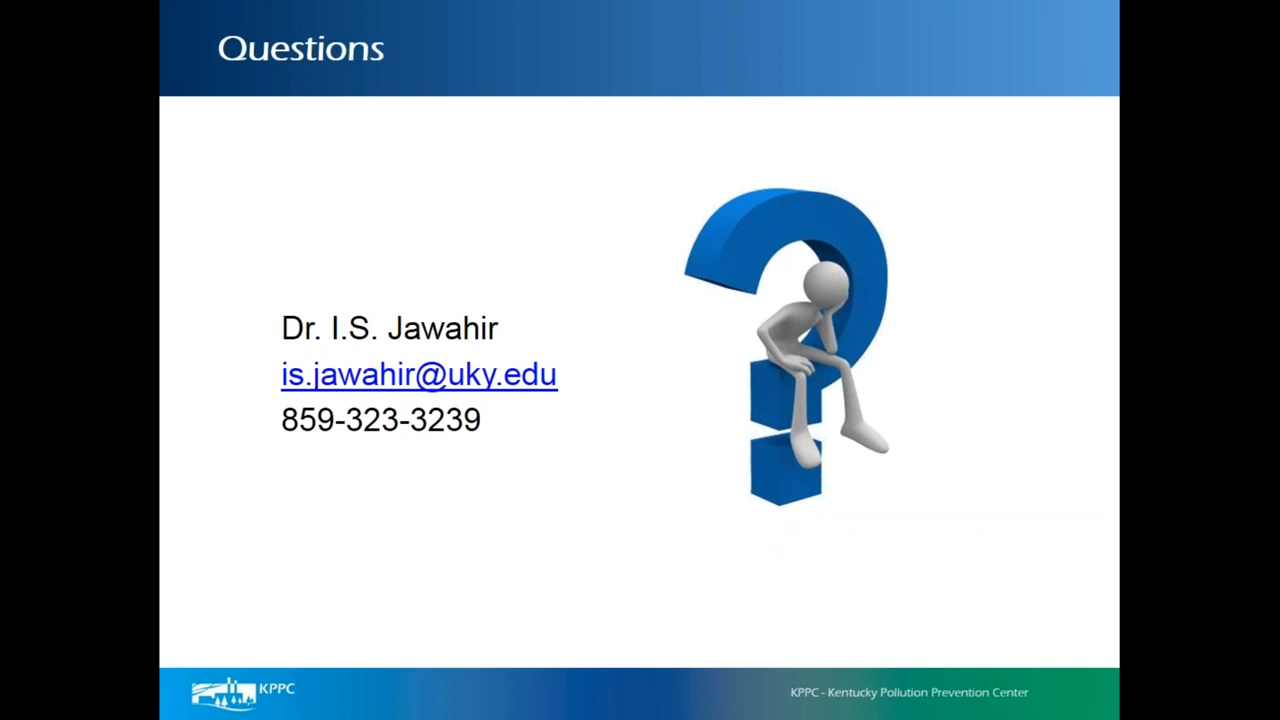 Questions
Dr. I.S. Jawahir
is.jawahir@uky.edu
859-323-3239
KPPC
KPPC - Kentucky Pollution Prevention Center